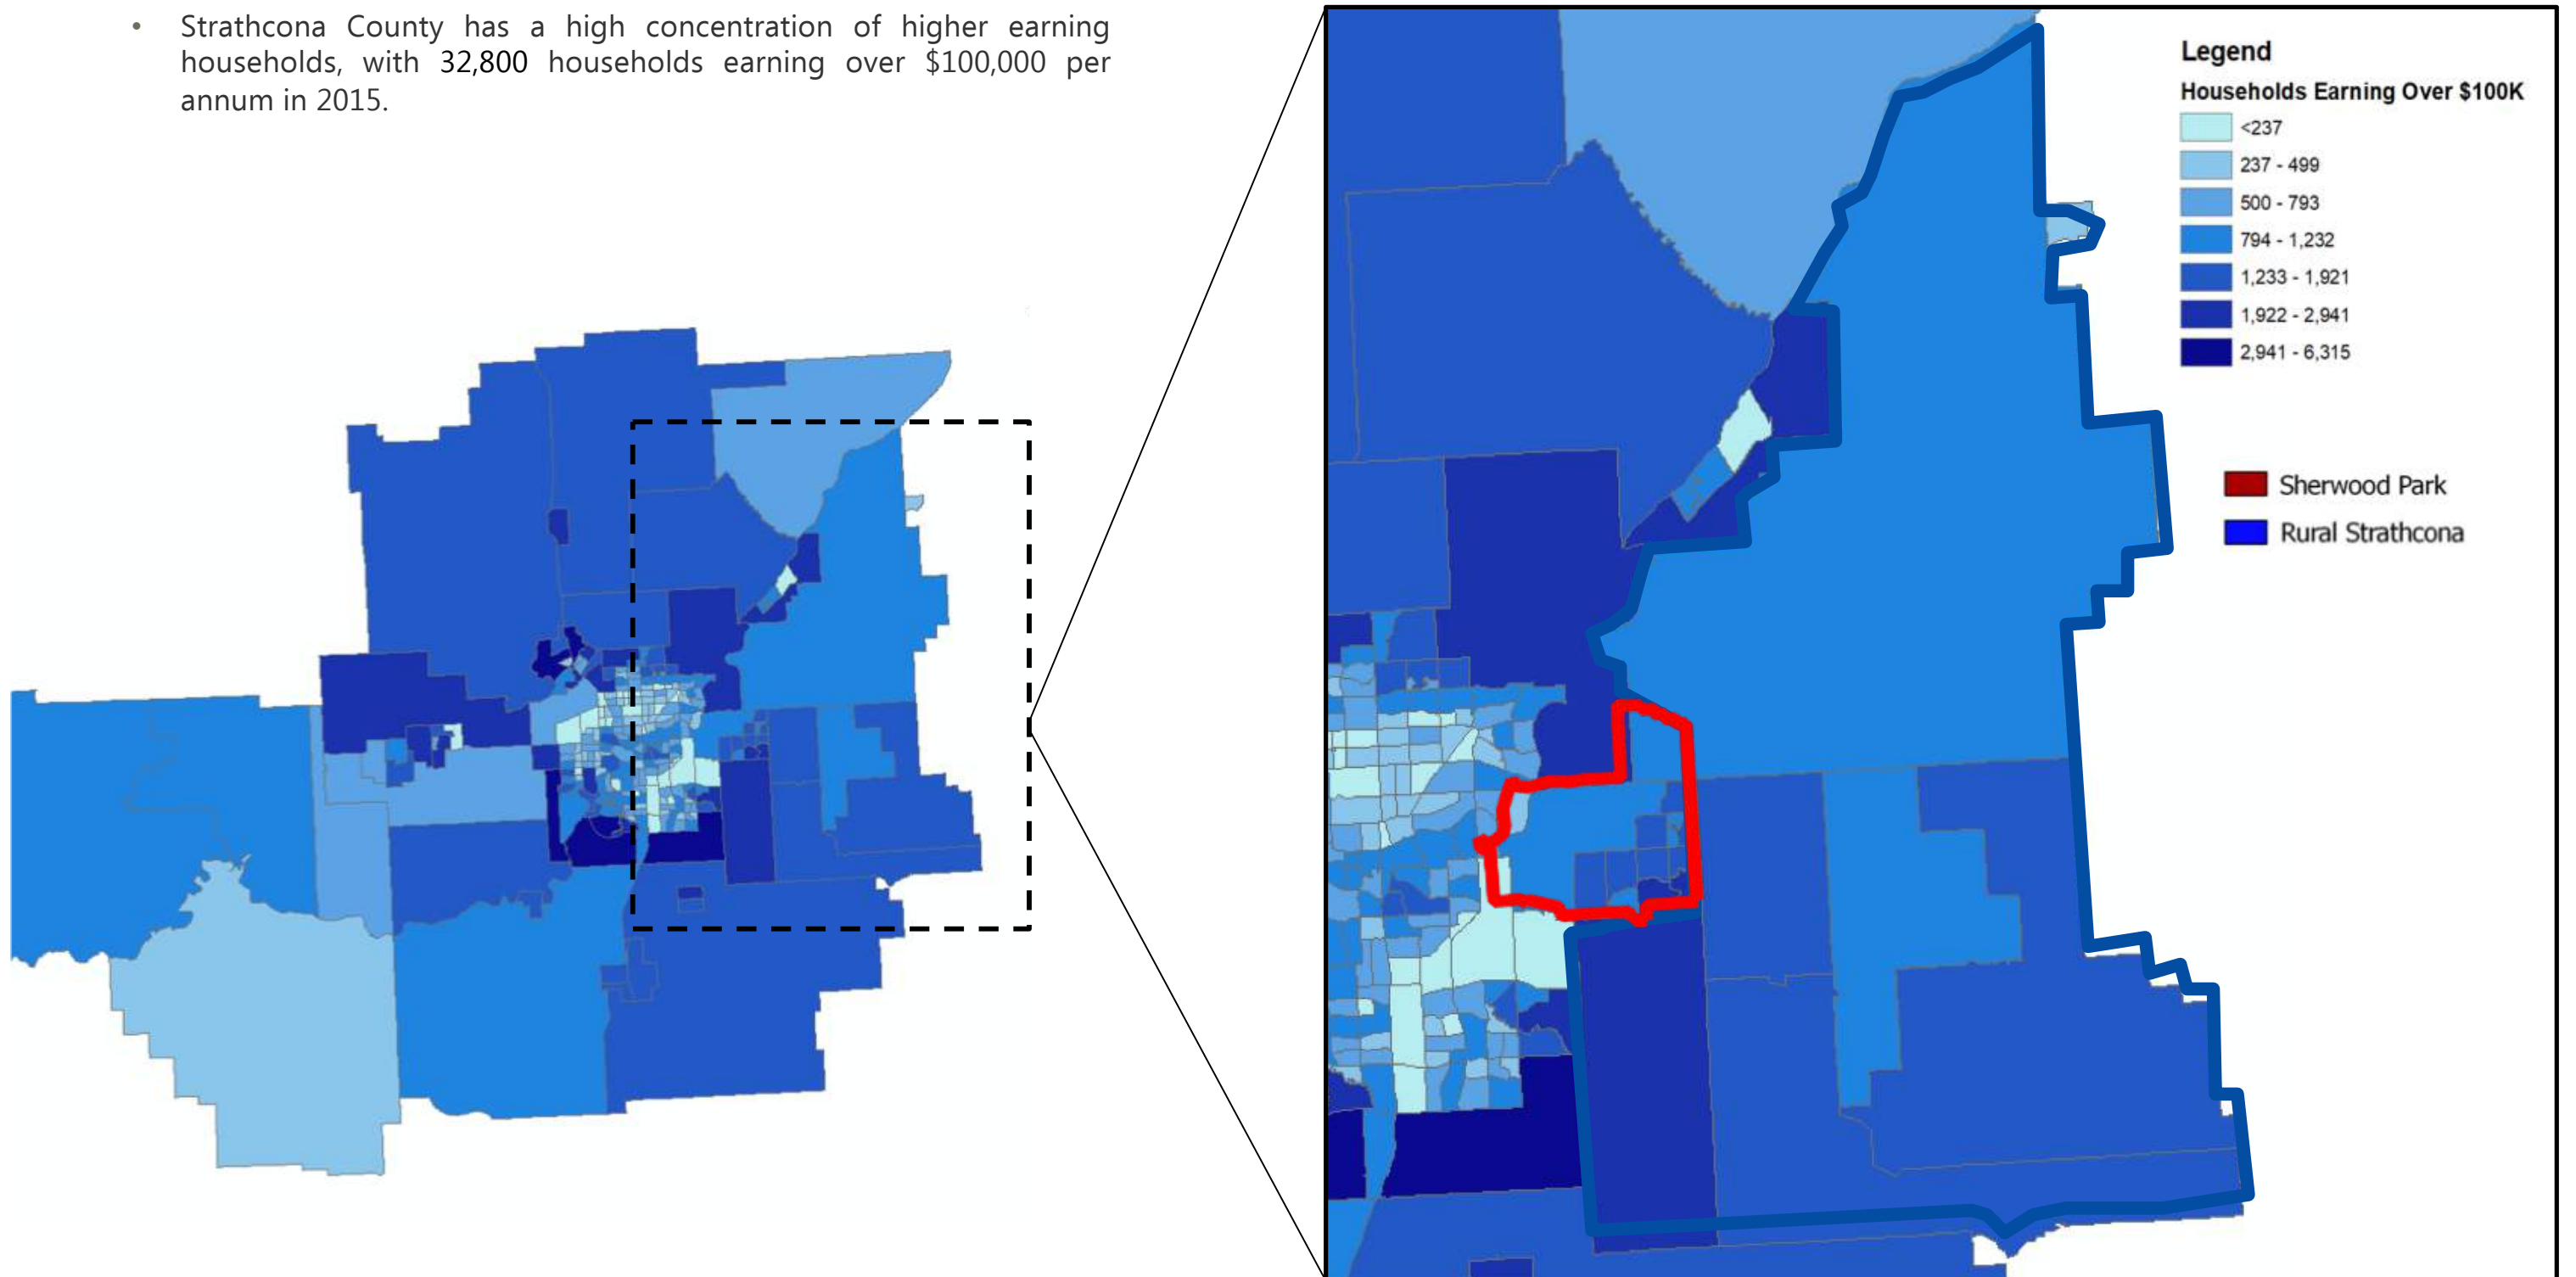 • Strathcona County has a high concentration of higher earning
households, with 32,800 households earning over $100,000 per
annum in 2015.
Legend
Households Earning Over $100K
<237
237 - 499
500 - 793
794 - 1,232
1,233 - 1,921
1,922 - 2,941
2,941 - 6,315
Sherwood Park
Rural Strathcona